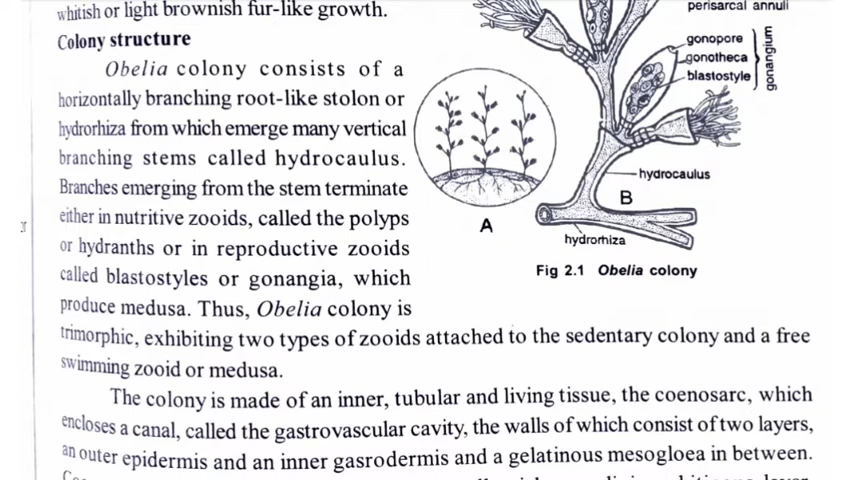 whitish or light brownish fur-like growth.
Colony structure
Obelia colony consists of a
horizontally branching root-like stolon or
hydrorhiza from which emerge many vertical
branching stems called hydrocaulus.
Branches emerging from the stem terminate
either in nutritive zooids, called the polyps
or hydranths or in reproductive zooids
called blastostyles or gonangia, which
produce medusa. Thus, Obelia colony is
trimorphic, exhibiting two types of zooids attached to the sedentary colony and a free
swimming zooid or medusa.
The colony is made of an inner, tubular and living tissue, the coenosarc, which
encloses a canal, called the gastrovascular cavity, the walls of which consist of two layers,
an outer epidermis and an inner gasrodermis and a gelatinous mesogloea in between.
perisarcal annuli
gonopore
gonotheca
blastostyle
gonangium
hydrocaulus
B
A
hydrorhiza
Fig 2.1 Obelia colony